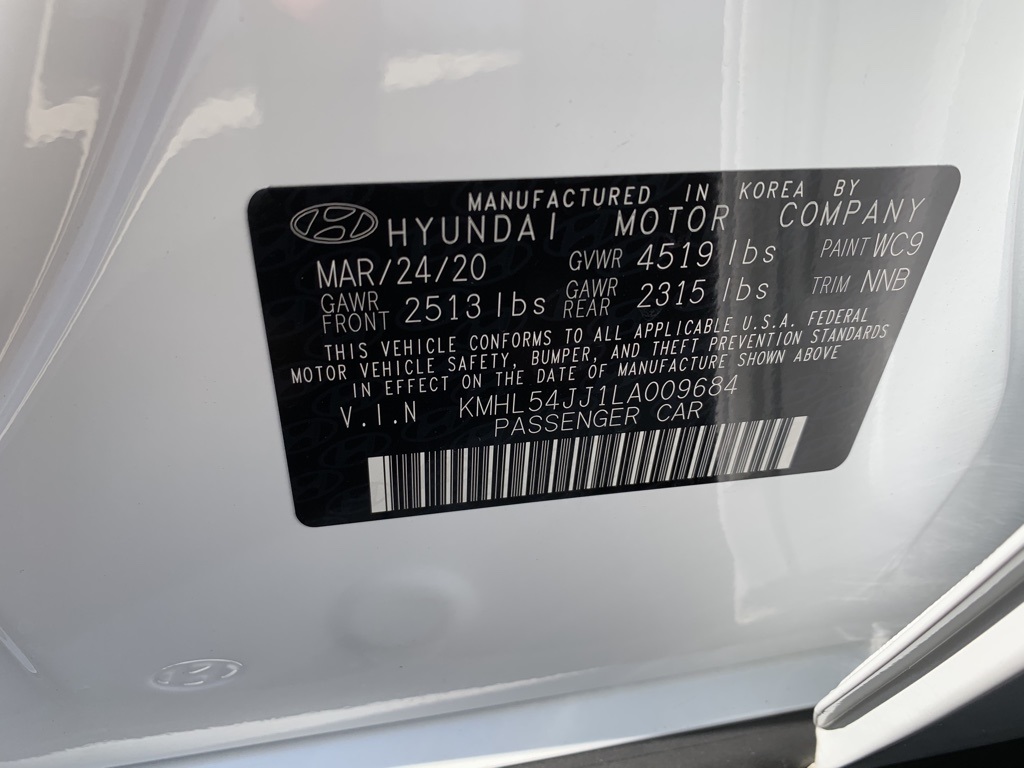 MANUFACTURED IN KOREA BY
HYUNDAI MOTOR COMPANY
MAR/24/20 GVWR 4519 lbs PAINT WC9
GAWR FRONT 2513 lbs GAWR REAR 2315 lbs TRIM NNB
THIS VEHICLE CONFORMS TO ALL APPLICABLE U.S.A. FEDERAL
MOTOR VEHICLE SAFETY, BUMPER, AND THEFT PREVENTION STANDARDS
IN EFFECT ON THE DATE OF MANUFACTURE SHOWN ABOVE
V.I.N KMHL54JJ1LA009684
PASSENGER CAR